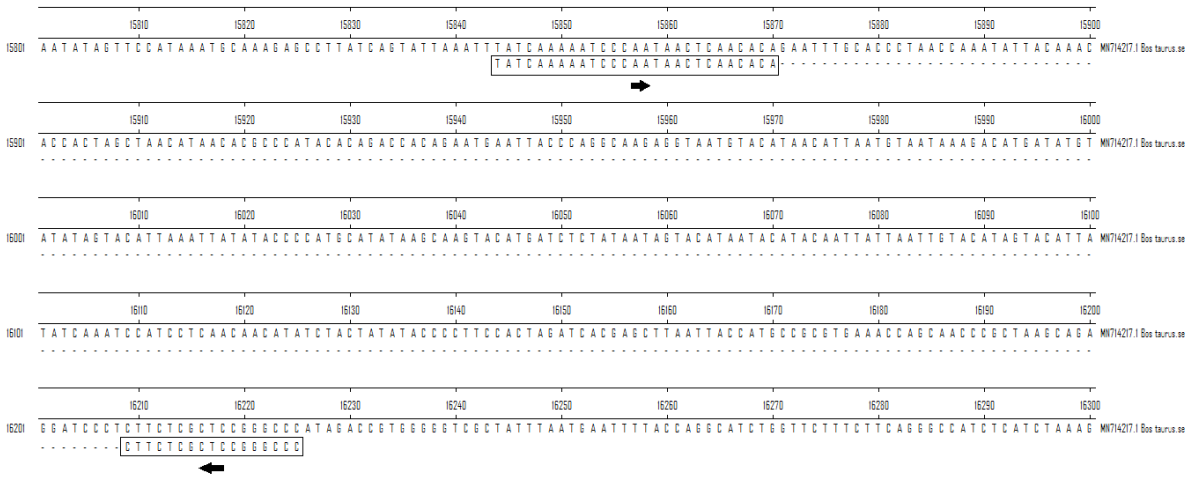 15810 15820 15830 15840 15850 15860 15870 15880 15890 15900
15801 AATATAGTTCCATAAATGCAAAGAGCCTTATCAGTATTAAATTTATCAAAAATCCCAATAACTCAACACAGAATTTGCACCCTAACCAAATATTACAAAC MN714217.1 Bos taurus.se
TATCAAAAATCCCAATAACTCAACACA------------------------------
15910 15920 15930 15940 15950 15960 15970 15980 15990 16000
15901 ACCACTAGCTAACATAACACGCCCATACACAGACCACAGAATGAATTACCCAGGCAAGAGGTAATGTACATAACATTAATGTAATAAAGACATGATATGT MN714217.1 Bos taurus.se
----------------------------------------------------------------------------------------------------
16010 16020 16030 16040 16050 16060 16070 16080 16090 16100
16001 ATATAGTACATTAAATTATATACCCCATGCATATAAGCAAGTACATGATCTCTATAATAGTACATAATACATACAATTATTAATTGTACATAGTACATTA MN714217.1 Bos taurus.se
----------------------------------------------------------------------------------------------------
16110 16120 16130 16140 16150 16160 16170 16180 16190 16200
16101 TATCAAATCCATCCTCAACAACATATCTACTATATACCCCTTCCACTAGATCACGAGCTTAATTACCATGCCGCGTGAAACCAGCAACCCGCTAAGCAGA MN714217.1 Bos taurus.se
----------------------------------------------------------------------------------------------------
16210 16220 16230 16240 16250 16260 16270 16280 16290 16300
16201 GGATCCCTCTTCTCGCTCCGGGCCCATAGACCGTGGGGGTCGCTATTTAATGAATTTTACCAGGCATCTGGTTCTTTCTTCAGGGCCATCTCATCTAAAG MN714217.1 Bos taurus.se
--------CTTCTCGCTCCGGGCCC